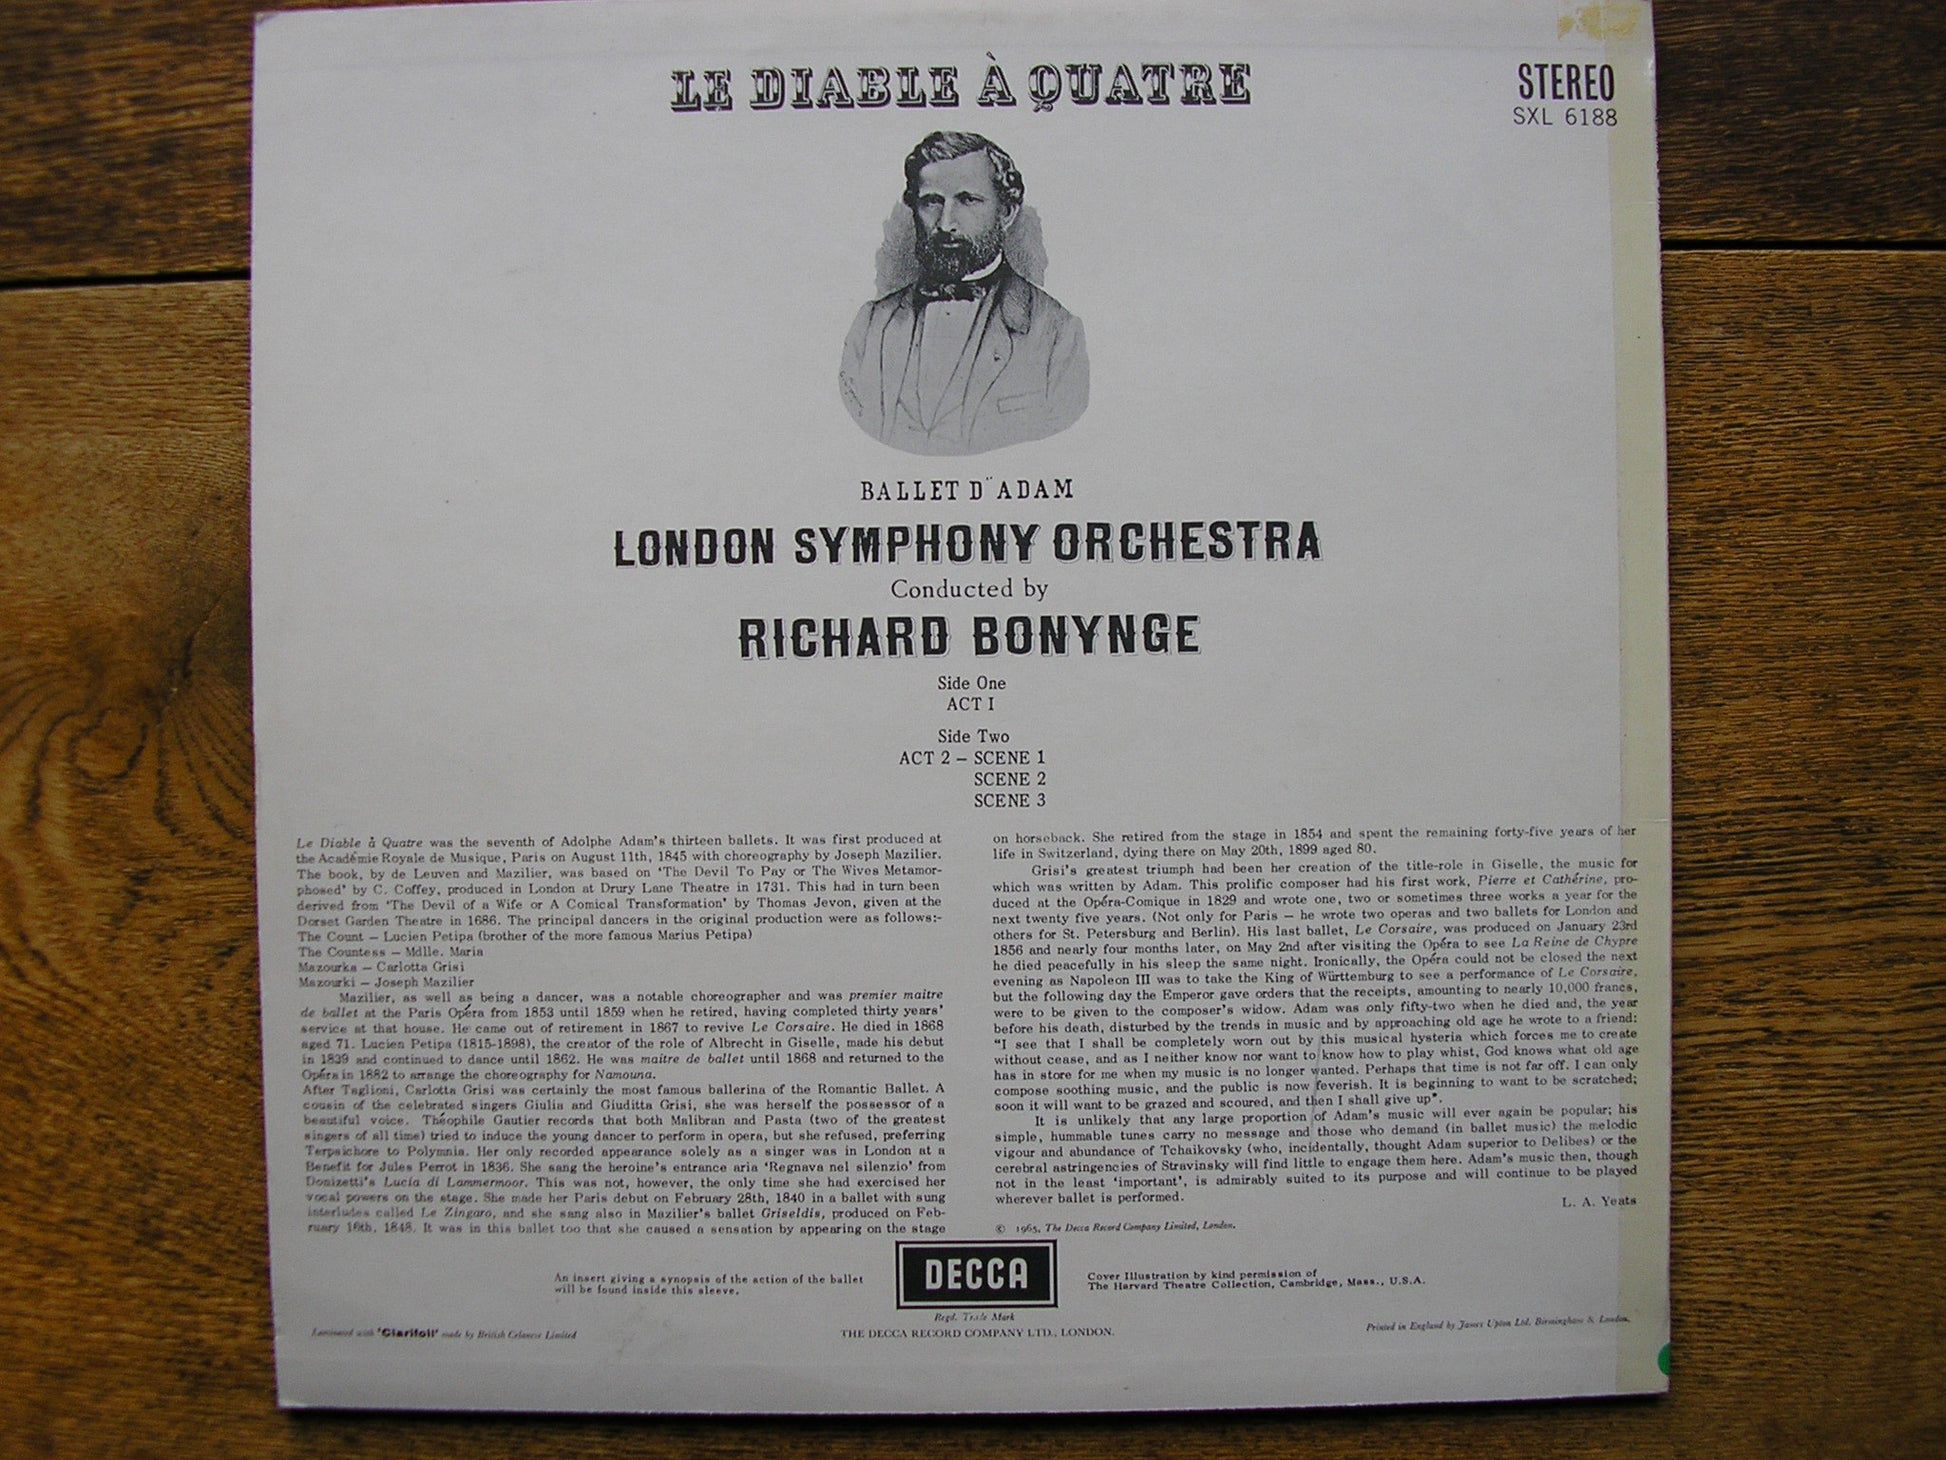 LE DIABLE À QUATRE
STEREO
SXL 6188
BALLET D'' ADAM
LONDON SYMPHONY ORCHESTRA
Conducted by
RICHARD BONYNGE
Side One
ACT I
Side Two
ACT 2 – SCENE 1
SCENE 2
SCENE 3
Le Diable à Quatre was the seventh of Adolphe Adam's thirteen ballets. It was first produced at
the Académie Royale de Musique, Paris on August 11th, 1845 with choreography by Joseph Mazilier.
The book, by de Leuven and Mazilier, was based on 'The Devil To Pay or The Wives Metamor-
phosed' by C. Coffey, produced in London at Drury Lane Theatre in 1731. This had in turn been
derived from 'The Devil of a Wife or A Comical Transformation' by Thomas Jevon, given at the
Dorset Garden Theatre in 1686. The principal dancers in the original production were as follows:-
The Count – Lucien Petipa (brother of the more famous Marius Petipa)
The Countess – Mdlle. Maria
Mazourka – Carlotta Grisi
Mazourki – Joseph Mazilier
Mazilier, as well as being a dancer, was a notable choreographer and was premier maitre
de ballet at the Paris Opéra from 1853 until 1859 when he retired, having completed thirty years'
service at that house. He came out of retirement in 1867 to revive Le Corsaire. He died in 1868
aged 71. Lucien Petipa (1815-1898), the creator of the role of Albrecht in Giselle, made his debut
in 1839 and continued to dance until 1862. He was maitre de ballet until 1868 and returned to the
Opéra in 1882 to arrange the choreography for Namouna.
After Taglioni, Carlotta Grisi was certainly the most famous ballerina of the Romantic Ballet. A
cousin of the celebrated singers Giulia and Giuditta Grisi, she was herself the possessor of a
beautiful voice. Théophile Gautier records that both Malibran and Pasta (two of the greatest
singers of all time) tried to induce the young dancer to perform in opera, but she refused, preferring
Terpsichore to Polymnia. Her only recorded appearance solely as a singer was in London at a
Benefit for Jules Perrot in 1836. She sang the heroine's entrance aria 'Regnava nel silenzio' from
Donizetti's Lucia di Lammermoor. This was not, however, the only time she had exercised her
vocal powers on the stage. She made her Paris debut on February 28th, 1840 in a ballet with sung
interludes called Le Zingaro, and she sang also in Mazilier's ballet Griseldis, produced on Feb-
ruary 16th, 1848. It was in this ballet too that she caused a sensation by appearing on the stage
on horseback. She retired from the stage in 1854 and spent the remaining forty-five years of her
life in Switzerland, dying there on May 20th, 1899 aged 80.
Grisi's greatest triumph had been her creation of the title-role in Giselle, the music for
which was written by Adam. This prolific composer had his first work, Pierre et Cathérine, pro-
duced at the Opéra-Comique in 1829 and wrote one, two or sometimes three works a year for the
next twenty five years. (Not only for Paris – he wrote two operas and two ballets for London and
others for St. Petersburg and Berlin). His last ballet, Le Corsaire, was produced on January 23rd
1856 and nearly four months later, on May 2nd after visiting the Opéra to see La Reine de Chypre
he died peacefully in his sleep the same night. Ironically, the Opéra could not be closed the next
evening as Napoleon III was to take the King of Württemburg to see a performance of Le Corsaire,
but the following day the Emperor gave orders that the receipts, amounting to nearly 10,000 francs,
were to be given to the composer's widow. Adam was only fifty-two when he died and, the year
before his death, disturbed by the trends in music and by approaching old age he wrote to a friend:
"I see that I shall be completely worn out by this musical hysteria which forces me to create
without cease, and as I neither know nor want to know how to play whist, God knows what old age
has in store for me when my music is no longer wanted. Perhaps that time is not far off. I can only
compose soothing music, and the public is now feverish. It is beginning to want to be scratched;
soon it will want to be grazed and scoured, and then I shall give up".
It is unlikely that any large proportion of Adam's music will ever again be popular; his
simple, hummable tunes carry no message and those who demand (in ballet music) the melodic
vigour and abundance of Tchaikovsky (who, incidentally, thought Adam superior to Delibes) or the
cerebral astringencies of Stravinsky will find little to engage them here. Adam's music then, though
not in the least 'important', is admirably suited to its purpose and will continue to be played
wherever ballet is performed.
L. A. Yeats
© 1965, The Decca Record Company Limited, London.
An insert giving a synopsis of the action of the ballet
will be found inside this sleeve.
DECCA
Regd. Trade Mark
THE DECCA RECORD COMPANY LTD., LONDON.
Cover Illustration by kind permission of
The Harvard Theatre Collection, Cambridge, Mass., U.S.A.
Laminated with 'Clarifoil' made by British Celanese Limited
Printed in England by James Upton Ltd. Birmingham & London.